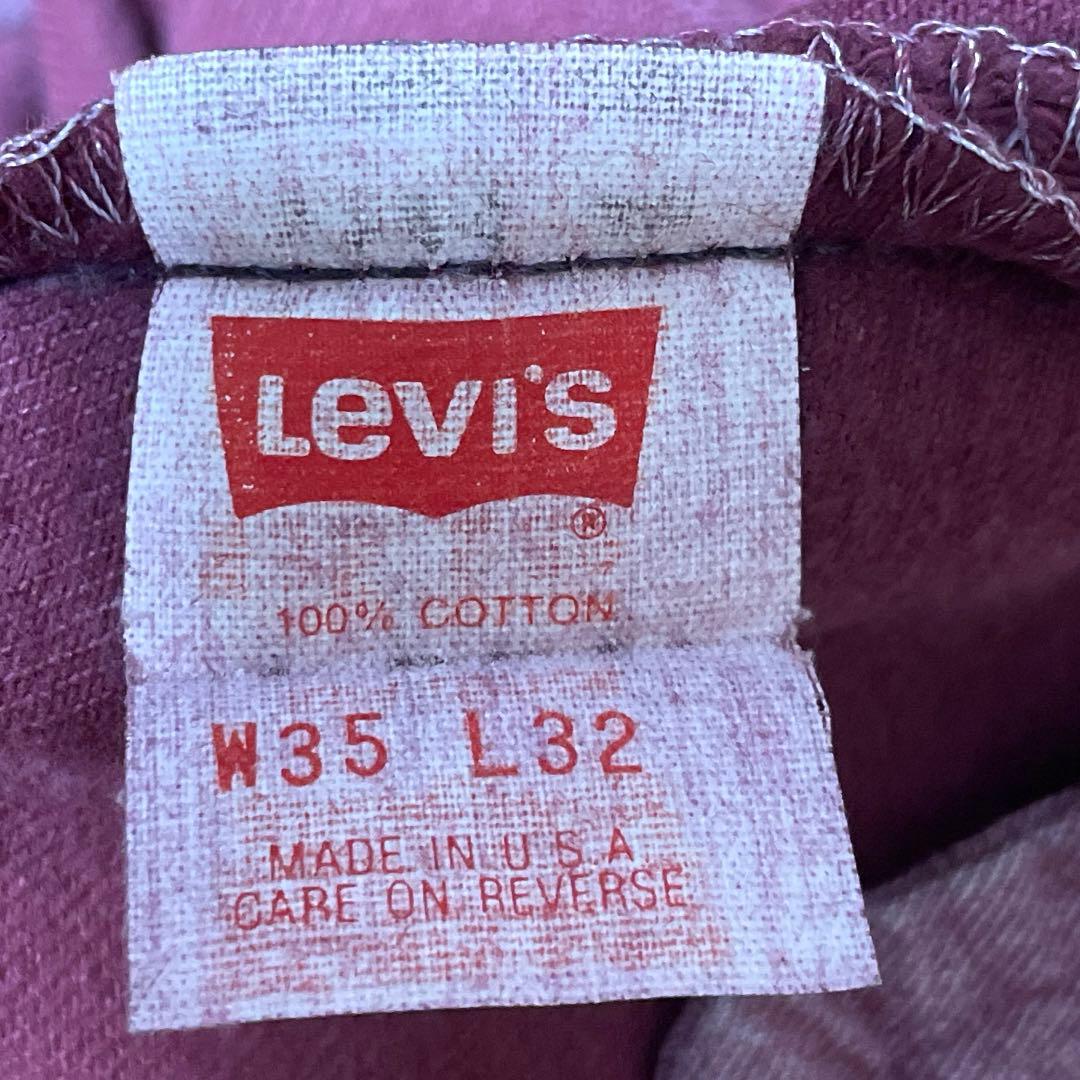 Levi's
®
100% COTTON
W35 L32
MADE IN U.S.A
CARE ON REVERSE